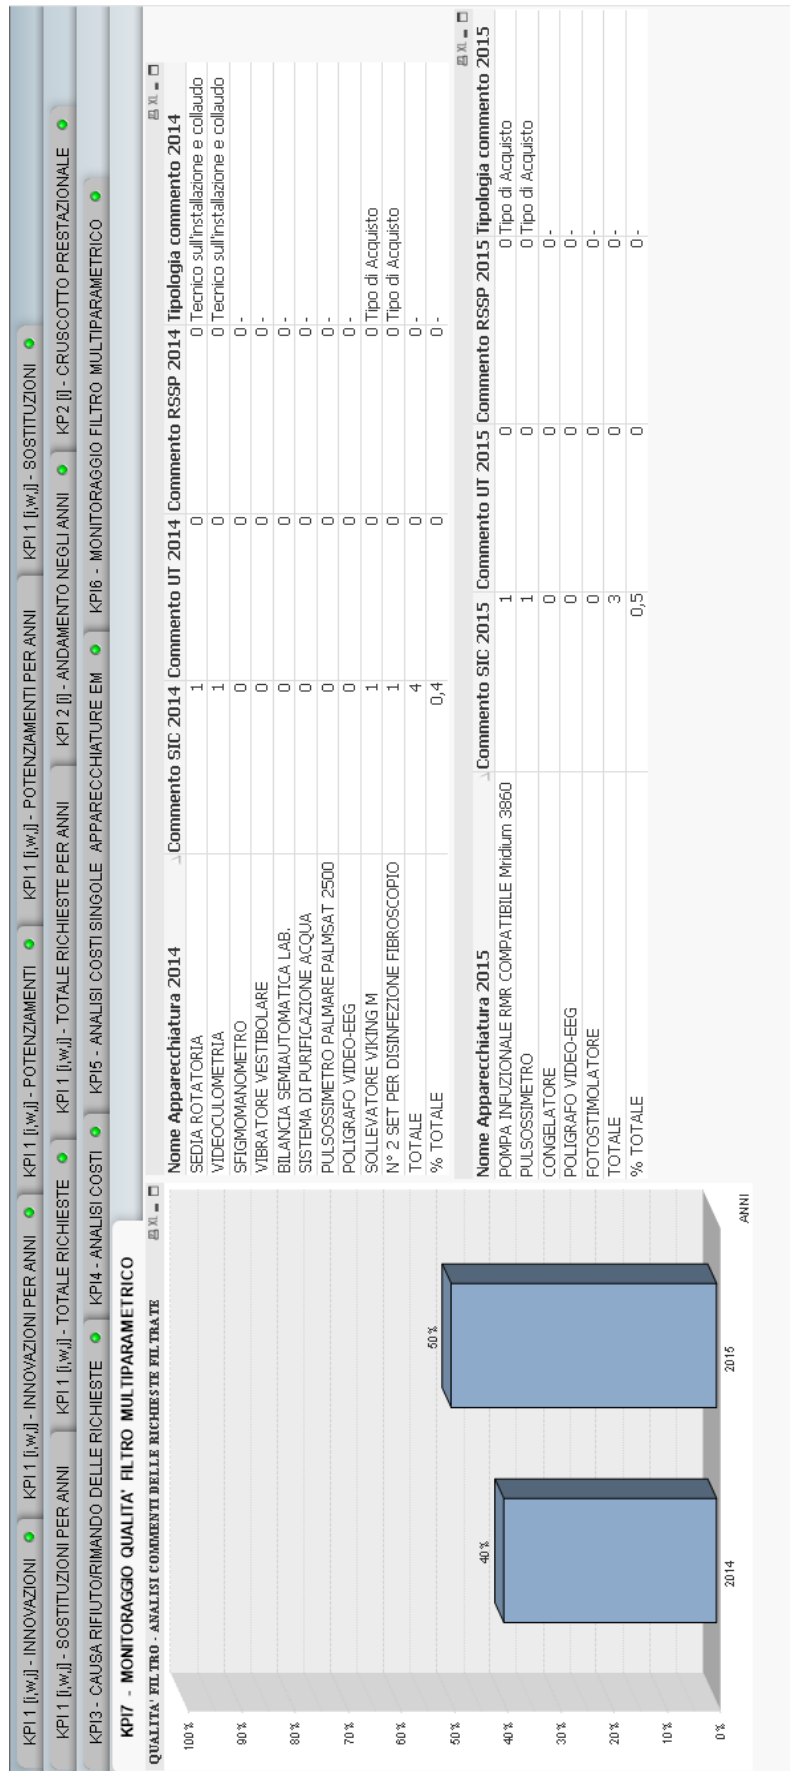 KPI 1 [i,w,j] - INNOVAZIONI
KPI 1 [i,w,j] - INNOVAZIONI PER ANNI
KPI 1 [i,w,j] - POTENZIAMENTI
KPI 1 [i,w,j] - POTENZIAMENTI PER ANNI
KPI 1 [i,w,j] - SOSTITUZIONI
KPI 1 [i,w,j] - SOSTITUZIONI PER ANNI
KPI 1 [i,w,j] - TOTALE RICHIESTE
KPI 1 [i,w,j] - TOTALE RICHIESTE PER ANNI
KPI 2 [i] - ANDAMENTO NEGLI ANNI
KP2 [i] - CRUSCOTTO PRESTAZIONALE
KPI3 - CAUSA RIFIUTO/RIMANDO DELLE RICHIESTE
KPI4 - ANALISI COSTI
KPI5 - ANALISI COSTI SINGOLE APPARECCHIATURE EM
KPI6 - MONITORAGGIO FILTRO MULTIPARAMETRICO
KPI7 - MONITORAGGIO QUALITA' FILTRO MULTIPARAMETRICO
QUALITA' FILTRO - ANALISI COMMENTI DELLE RICHIESTE FILTRATE
XL
100%
90%
80%
70%
60%
50%
40%
30%
20%
10%
0%
40%
50%
2014
2015
ANNI
XL
Nome Apparecchiatura 2014 Commento SIC 2014 Commento UT 2014 Commento RSSP 2014 Tipologia commento 2014
SEDIA ROTATORIA 1 0 0 Tecnico sull'installazione e collaudo
VIDEOCULOMETRIA 1 0 0 Tecnico sull'installazione e collaudo
SFIGMOMANOMETRO 0 0 0 -
VIBRATORE VESTIBOLARE 0 0 0 -
BILANCIA SEMIAUTOMATICA LAB. 0 0 0 -
SISTEMA DI PURIFICAZIONE ACQUA 0 0 0 -
PULSOSSIMETRO PALMARE PALMSAT 2500 0 0 0 -
POLIGRAFO VIDEO-EEG 0 0 0 -
SOLLEVATORE VIKING M 1 0 0 Tipo di Acquisto
N° 2 SET PER DISINFEZIONE FIBROSCOPIO 1 0 0 Tipo di Acquisto
TOTALE 4 0 0 -
% TOTALE 0,4 0 0 -
XL
Nome Apparecchiatura 2015 Commento SIC 2015 Commento UT 2015 Commento RSSP 2015 Tipologia commento 2015
POMPA INFUZIONALE RMR COMPATIBILE Mridium 3860 1 0 0 Tipo di Acquisto
PULSOSSIMETRO 1 0 0 Tipo di Acquisto
CONGELATORE 0 0 0 -
POLIGRAFO VIDEO-EEG 0 0 0 -
FOTOSTIMOLATORE 0 0 0 -
TOTALE 3 0 0 -
% TOTALE 0,5 0 0 -